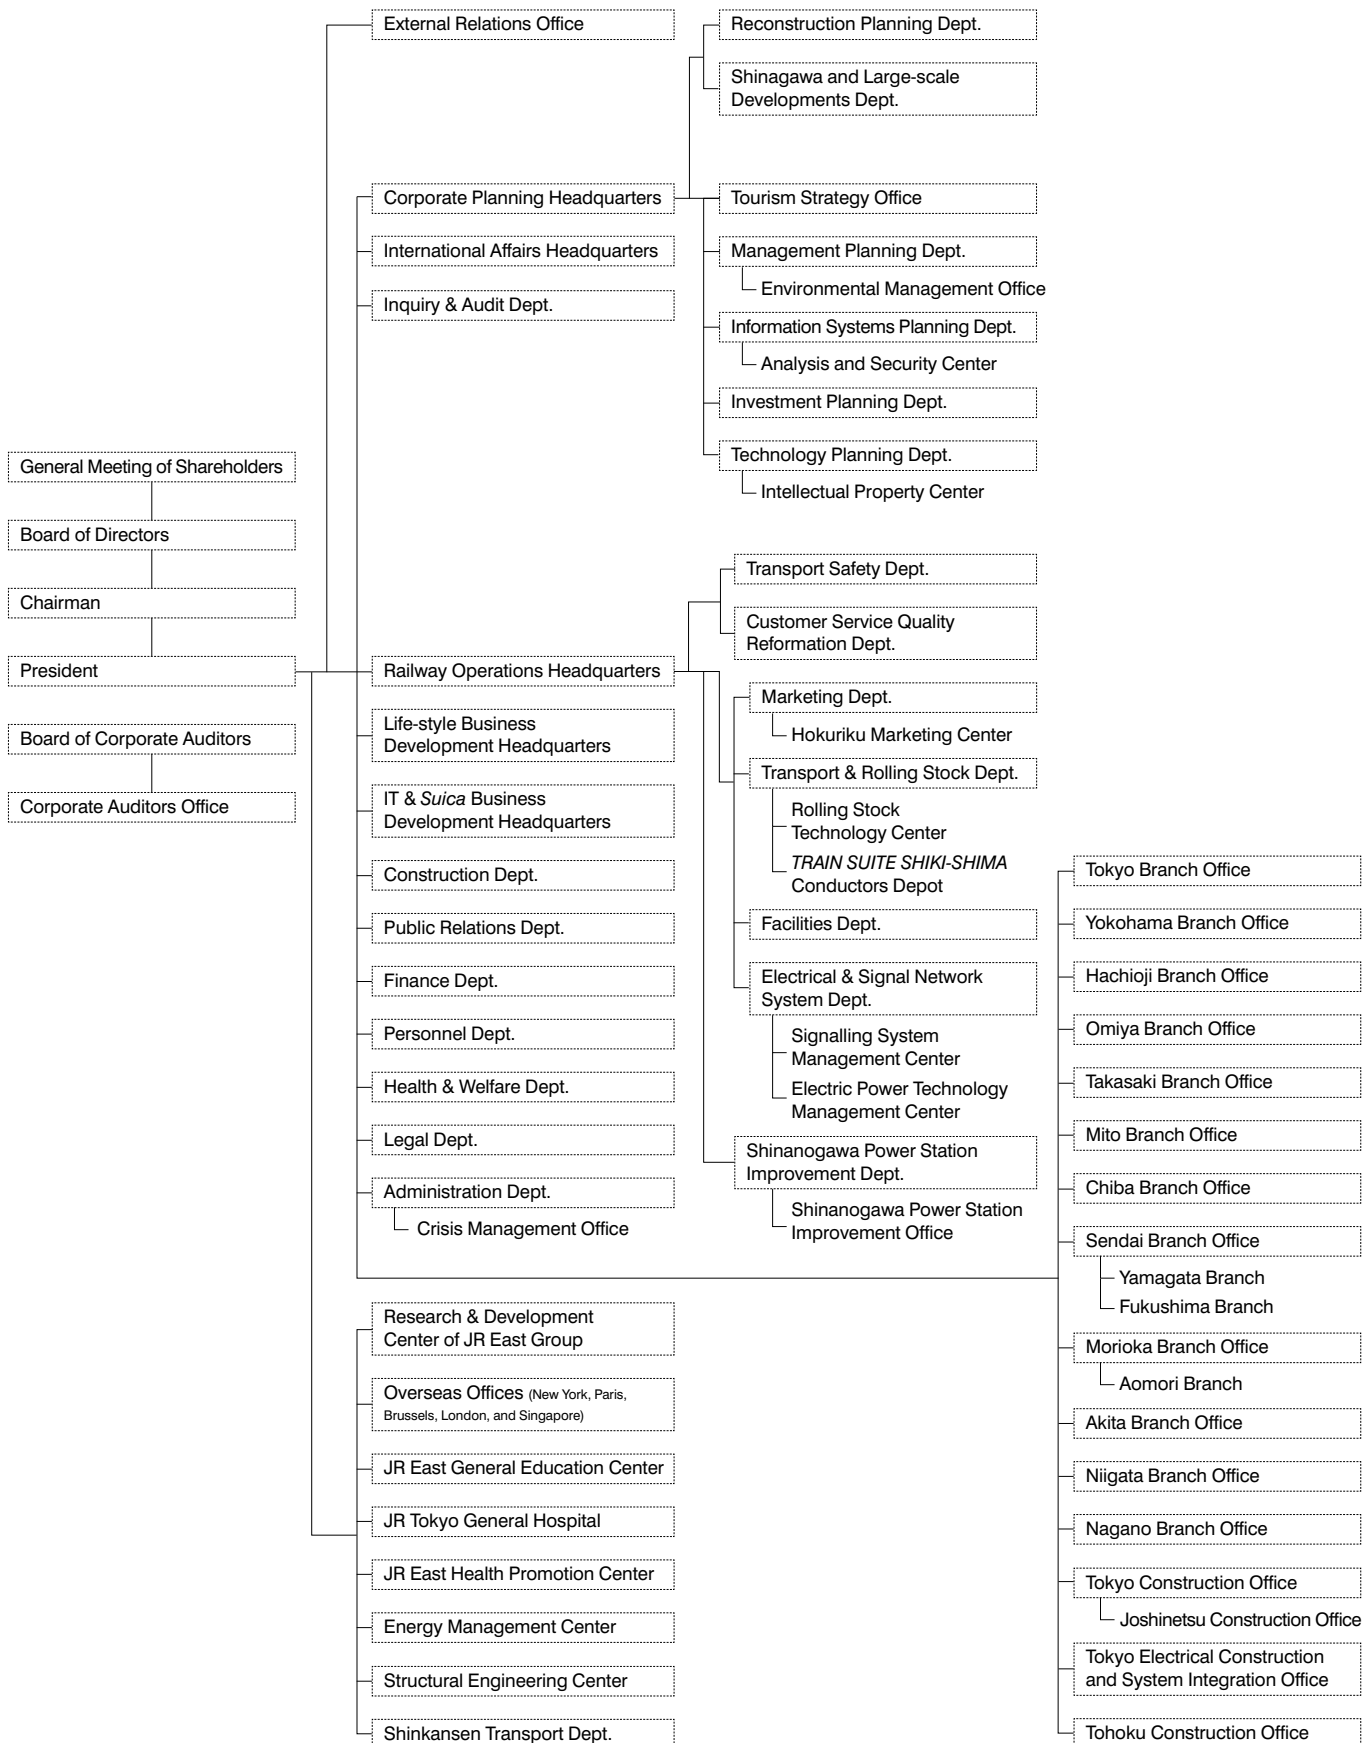 General Meeting of Shareholders
Board of Directors
Chairman
President
Board of Corporate Auditors
Corporate Auditors Office
External Relations Office
Corporate Planning Headquarters
International Affairs Headquarters
Inquiry & Audit Dept.
Railway Operations Headquarters
Life-style Business
Development Headquarters
IT & Suica Business
Development Headquarters
Construction Dept.
Public Relations Dept.
Finance Dept.
Personnel Dept.
Health & Welfare Dept.
Legal Dept.
Administration Dept.
Crisis Management Office
Research & Development
Center of JR East Group
Overseas Offices (New York, Paris,
Brussels, London, and Singapore)
JR East General Education Center
JR Tokyo General Hospital
JR East Health Promotion Center
Energy Management Center
Structural Engineering Center
Shinkansen Transport Dept.
Reconstruction Planning Dept.
Shinagawa and Large-scale
Developments Dept.
Tourism Strategy Office
Management Planning Dept.
Environmental Management Office
Information Systems Planning Dept.
Analysis and Security Center
Investment Planning Dept.
Technology Planning Dept.
Intellectual Property Center
Transport Safety Dept.
Customer Service Quality
Reformation Dept.
Marketing Dept.
Hokuriku Marketing Center
Transport & Rolling Stock Dept.
Rolling Stock
Technology Center
TRAIN SUITE SHIKI-SHIMA
Conductors Depot
Facilities Dept.
Electrical & Signal Network
System Dept.
Signalling System
Management Center
Electric Power Technology
Management Center
Shinanogawa Power Station
Improvement Dept.
Shinanogawa Power Station
Improvement Office
Tokyo Branch Office
Yokohama Branch Office
Hachioji Branch Office
Omiya Branch Office
Takasaki Branch Office
Mito Branch Office
Chiba Branch Office
Sendai Branch Office
Yamagata Branch
Fukushima Branch
Morioka Branch Office
Aomori Branch
Akita Branch Office
Niigata Branch Office
Nagano Branch Office
Tokyo Construction Office
Joshinetsu Construction Office
Tokyo Electrical Construction
and System Integration Office
Tohoku Construction Office